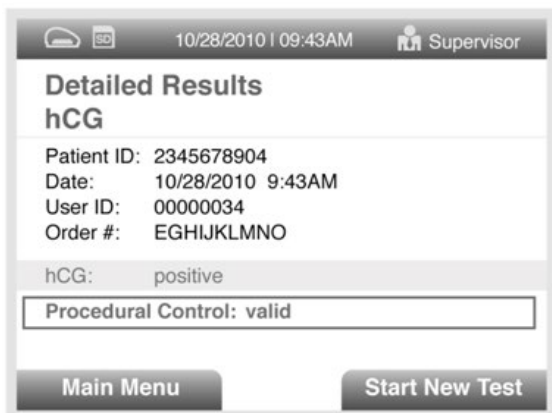 SD 10/28/2010 | 09:43AM Supervisor
Detailed Results
hCG
Patient ID: 2345678904
Date: 10/28/2010 9:43AM
User ID: 00000034
Order #: EGHIJKLMNO
hCG: positive
Procedural Control: valid
Main Menu Start New Test